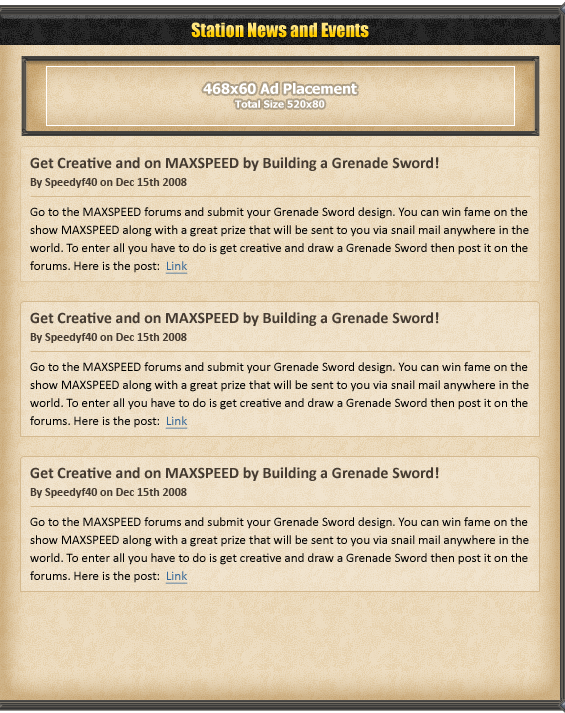 Station News and Events
468x60 Ad Placement
Total Size 520x80
Get Creative and on MAXSPEED by Building a Grenade Sword!
By Speedyf40 on Dec 15th 2008
Go to the MAXSPEED forums and submit your Grenade Sword design. You can win fame on the
show MAXSPEED along with a great prize that will be sent to you via snail mail anywhere in the
world. To enter all you have to do is get creative and draw a Grenade Sword then post it on the
forums. Here is the post: Link
Get Creative and on MAXSPEED by Building a Grenade Sword!
By Speedyf40 on Dec 15th 2008
Go to the MAXSPEED forums and submit your Grenade Sword design. You can win fame on the
show MAXSPEED along with a great prize that will be sent to you via snail mail anywhere in the
world. To enter all you have to do is get creative and draw a Grenade Sword then post it on the
forums. Here is the post: Link
Get Creative and on MAXSPEED by Building a Grenade Sword!
By Speedyf40 on Dec 15th 2008
Go to the MAXSPEED forums and submit your Grenade Sword design. You can win fame on the
show MAXSPEED along with a great prize that will be sent to you via snail mail anywhere in the
world. To enter all you have to do is get creative and draw a Grenade Sword then post it on the
forums. Here is the post: Link